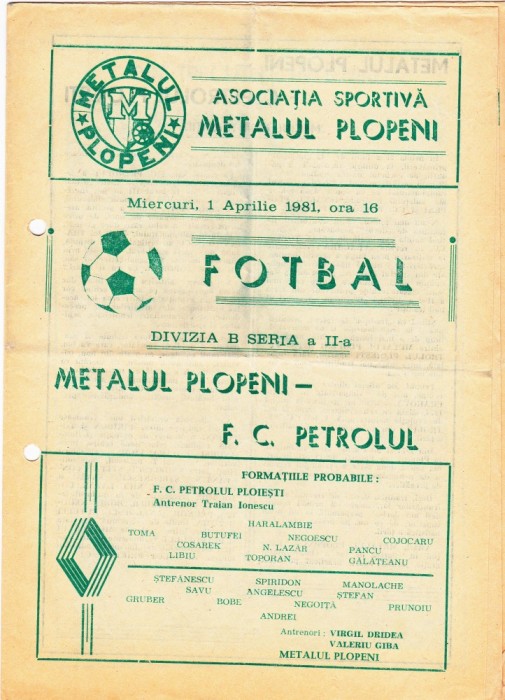 METALUL
M
PLOPENI
ASOCIAȚIA SPORTIVĂ
METALUL PLOPENI
Miercuri, 1 Aprilie 1981, ora 16
FOTBAL
DIVIZIA B SERIA a II-a
METALUL PLOPENI —
F. C. PETROLUL
FORMAȚIILE PROBABILE :
F. C. PETROLUL PLOIEȘTI
Antrenor Traian Ionescu
HARALAMBIE
TOMA BUTUFEI NEGOESCU COJOCARU
COSAREK N. LAZĂR PANCU
LIBIU TOPORAN GĂLĂȚEANU
ȘTEFĂNESCU SPIRIDON MANOLACHE
SAVU ANGELESCU ȘTEFAN
GRUBER BOBE NEGOIȚĂ PRUNOIU
ANDREI
Antrenori : VIRGIL DRIDEA
VALERIU GIBA
METALUL PLOPENI